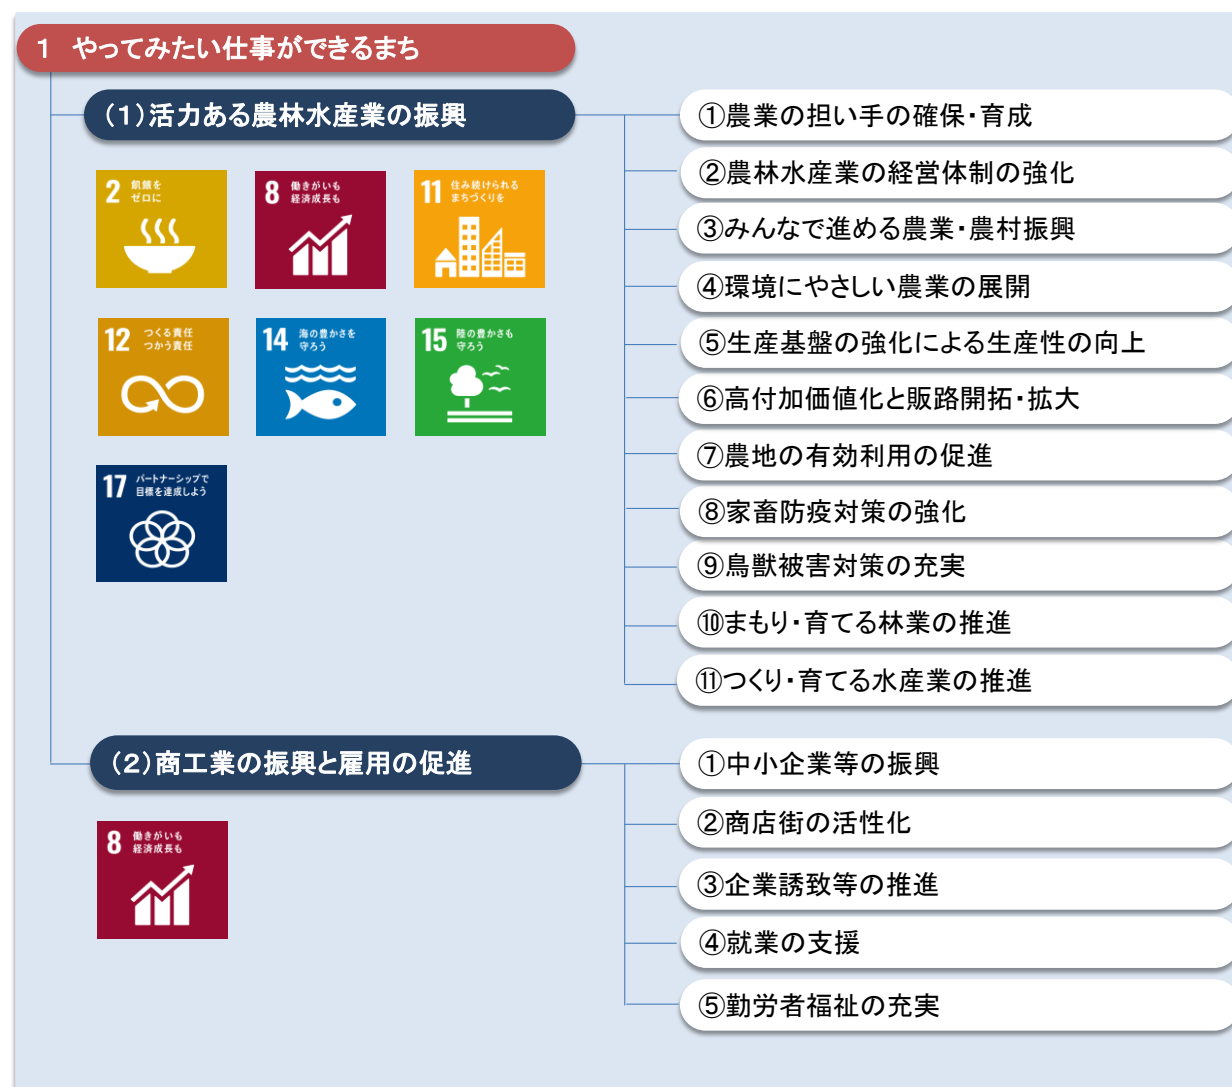 １ やってみたい仕事ができるまち
（１）活力ある農林水産業の振興
①農業の担い手の確保・育成
②農林水産業の経営体制の強化
③みんなで進める農業・農村振興
④環境にやさしい農業の展開
⑤生産基盤の強化による生産性の向上
⑥高付加価値化と販路開拓・拡大
⑦農地の有効利用の促進
⑧家畜防疫対策の強化
⑨鳥獣被害対策の充実
⑩まもり・育てる林業の推進
⑪つくり・育てる水産業の推進
2 飢餓を
ゼロに
8 働きがいも
経済成長も
11 住み続けられる
まちづくりを
12 つくる責任
つかう責任
14 海の豊かさを
守ろう
15 陸の豊かさも
守ろう
17 パートナーシップで
目標を達成しよう
（２）商工業の振興と雇用の促進
①中小企業等の振興
②商店街の活性化
③企業誘致等の推進
④就業の支援
⑤勤労者福祉の充実
8 働きがいも
経済成長も